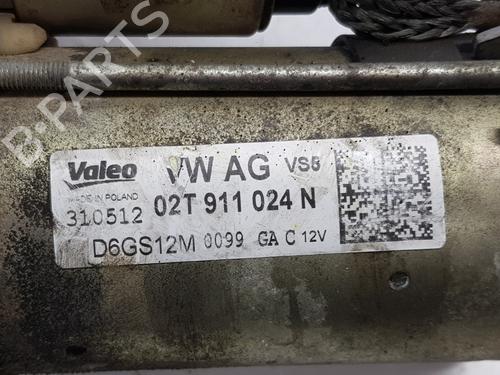 B-PARTS
Valeo VW AG VS5
MADE IN POLAND
310512 02T 911 024 N
D6GS12M 0099 GA C 12V